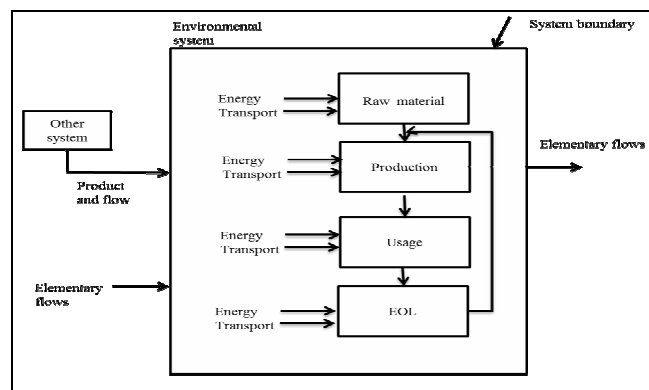 Environmental
system
System boundary
Energy
Transport
Raw material
Other
system
Elementary flows
Energy
Transport
Production
Product
and flow
Energy
Transport
Usage
Elementary
flows
Energy
Transport
EOL